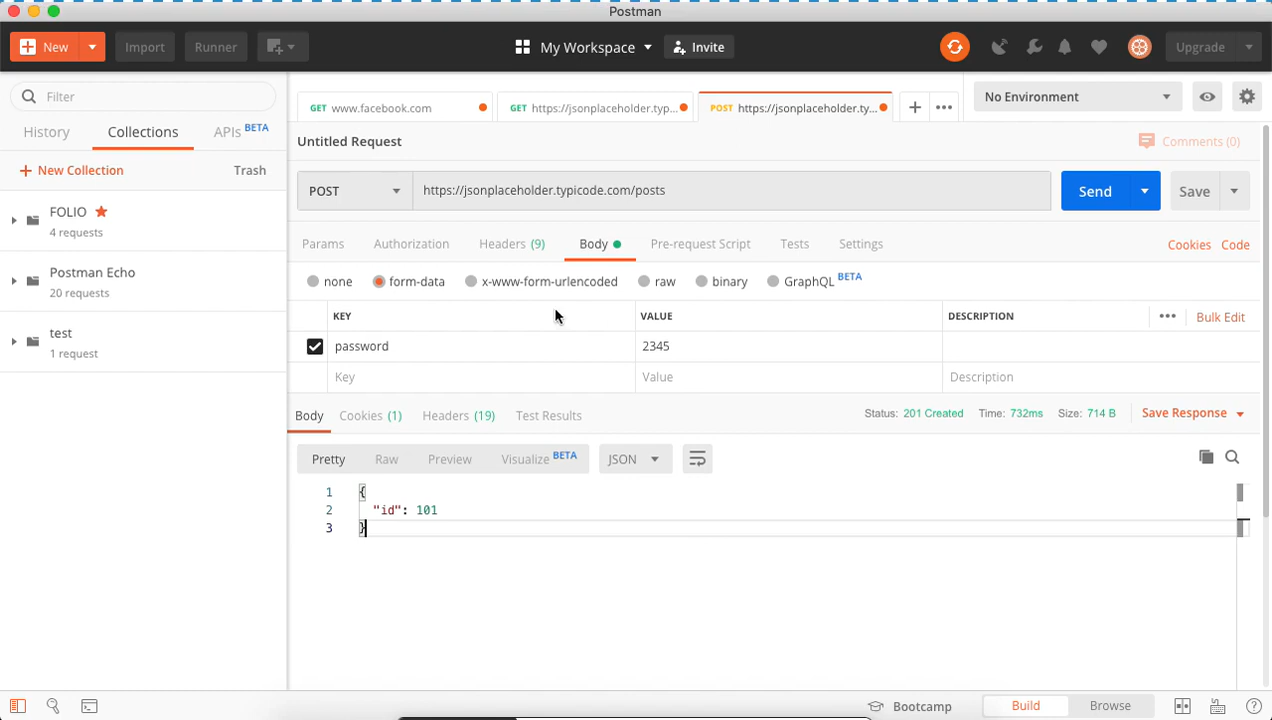 Postman
New Import Runner My Workspace Invite Upgrade
Filter
History Collections APIs BETA
New Collection Trash
FOLIO
4 requests
Postman Echo
20 requests
test
1 request
GET www.facebook.com GET https://jsonplaceholder.typ... POST https://jsonplaceholder.ty... No Environment
Untitled Request Comments (0)
POST https://jsonplaceholder.typicode.com/posts Send Save
Params Authorization Headers (9) Body Pre-request Script Tests Settings Cookies Code
none form-data x-www-form-urlencoded raw binary GraphQL BETA
KEY VALUE DESCRIPTION Bulk Edit
password 2345
Key Value Description
Body Cookies (1) Headers (19) Test Results Status: 201 Created Time: 732ms Size: 714 B Save Response
Pretty Raw Preview Visualize BETA JSON
1 {
2 "id": 101
3 }
Bootcamp Build Browse